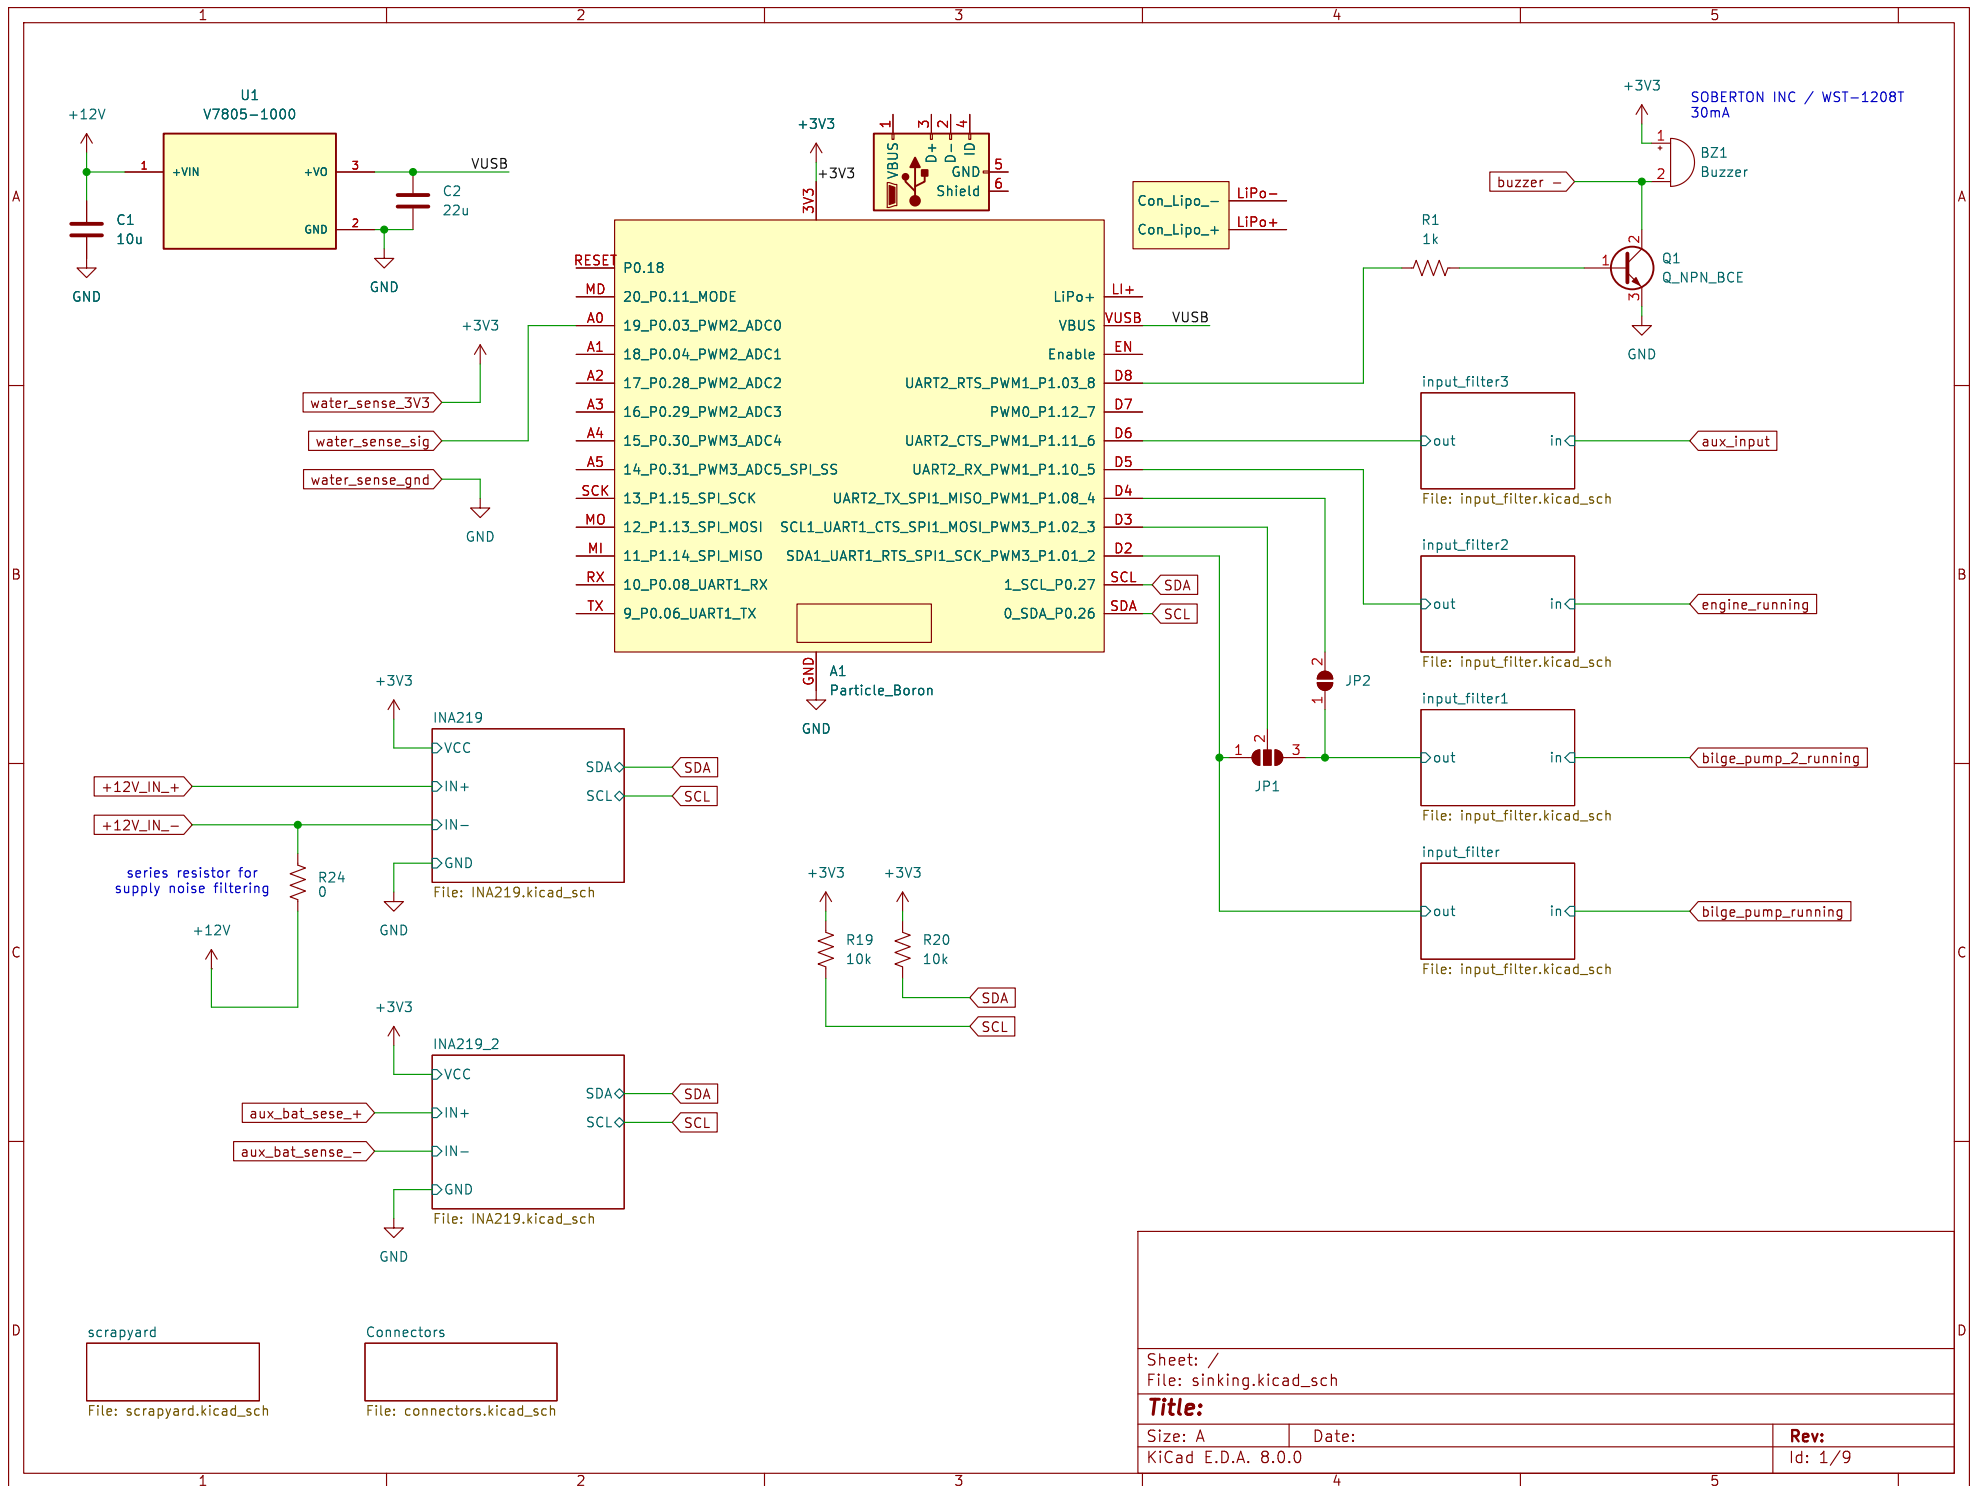 1 2 3 4 5
A
B
C
D
A
B
C
D
1 2 3 4 5
+12V
U1
V7805-1000
1
+VIN
+VO
3
GND
2
VUSB
C1
10u
GND
C2
22u
GND
+3V3
+3V3
3V3
1
3
2
4
VBUS
D+
D-
ID
GND
5
Shield
6
Con_Lipo_-
LiPo-
Con_Lipo_+
LiPo+
+3V3
SOBERTON INC / WST-1208T
30mA
1
+
2
BZ1
Buzzer
buzzer -
R1
1k
1
2
3
Q1
Q_NPN_BCE
GND
RESET P0.18
MD 20_P0.11_MODE
A0 19_P0.03_PWM2_ADC0
A1 18_P0.04_PWM2_ADC1
A2 17_P0.28_PWM2_ADC2
A3 16_P0.29_PWM2_ADC3
A4 15_P0.30_PWM3_ADC4
A5 14_P0.31_PWM3_ADC5_SPI_SS
SCK 13_P1.15_SPI_SCK
MO 12_P1.13_SPI_MOSI
MI 11_P1.14_SPI_MISO
RX 10_P0.08_UART1_RX
TX 9_P0.06_UART1_TX
LiPo+ LI+
VBUS VUSB
VUSB
Enable EN
UART2_RTS_PWM1_P1.03_8 D8
PWM0_P1.12_7 D7
UART2_CTS_PWM1_P1.11_6 D6
UART2_RX_PWM1_P1.10_5 D5
UART2_TX_SPI1_MISO_PWM1_P1.08_4 D4
SCL1_UART1_CTS_SPI1_MOSI_PWM3_P1.02_3 D3
SDA1_UART1_RTS_SPI1_SCK_PWM3_P1.01_2 D2
1_SCL_P0.27 SCL
SDA
0_SDA_P0.26 SDA
SCL
GND
A1
Particle_Boron
GND
+3V3
water_sense_3V3
water_sense_sig
water_sense_gnd
GND
input_filter3
out
in
aux_input
File: input_filter.kicad_sch
input_filter2
out
in
engine_running
File: input_filter.kicad_sch
2
JP2
1
input_filter1
out
in
bilge_pump_2_running
File: input_filter.kicad_sch
1
2
3
JP1
input_filter
out
in
bilge_pump_running
File: input_filter.kicad_sch
+3V3
INA219
VCC
IN+
IN-
GND
SDA
SCL
SDA
SCL
File: INA219.kicad_sch
+12V_IN_+
+12V_IN_-
series resistor for
supply noise filtering
R24
0
+12V
GND
+3V3
+3V3
R19
10k
R20
10k
SDA
SCL
+3V3
INA219_2
VCC
IN+
IN-
GND
SDA
SCL
SDA
SCL
File: INA219.kicad_sch
aux_bat_sese_+
aux_bat_sense_-
GND
scrapyard
File: scrapyard.kicad_sch
Connectors
File: connectors.kicad_sch
Sheet: /
File: sinking.kicad_sch
Title:
Size: A
Date:
Rev:
KiCad E.D.A. 8.0.0
Id: 1/9